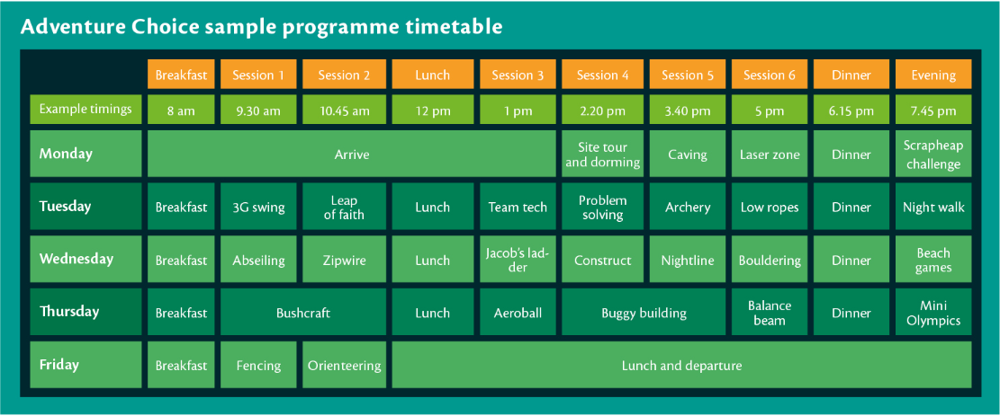 Adventure Choice sample programme timetable
Breakfast Session 1 Session 2 Lunch Session 3 Session 4 Session 5 Session 6 Dinner Evening
Example timings 8 am 9.30 am 10.45 am 12 pm 1 pm 2.20 pm 3.40 pm 5 pm 6.15 pm 7.45 pm
Monday Arrive Site tour and dorming Caving Laser zone Dinner Scrapheap challenge
Tuesday Breakfast 3G swing Leap of faith Lunch Team tech Problem solving Archery Low ropes Dinner Night walk
Wednesday Breakfast Abseiling Zipwire Lunch Jacob's lad-der Construct Nightline Bouldering Dinner Beach games
Thursday Breakfast Bushcraft Lunch Aeroball Buggy building Balance beam Dinner Mini Olympics
Friday Breakfast Fencing Orienteering Lunch and departure